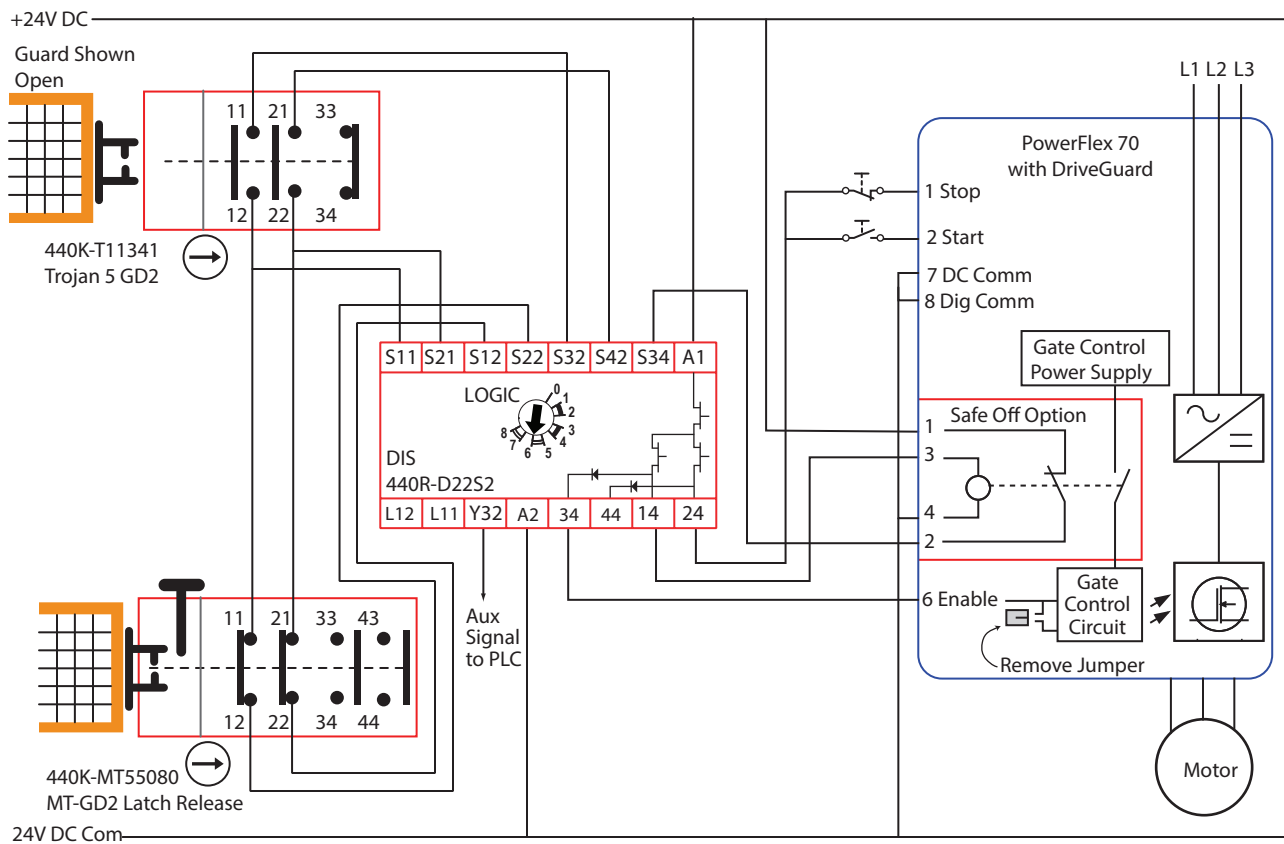 +24V DC
Guard Shown
Open
11 21 33
12 22 34
440K-T11341
Trojan 5 GD2
L1 L2 L3
PowerFlex 70
with DriveGuard
1 Stop
2 Start
7 DC Comm
8 Dig Comm
Gate Control
Power Supply
S11 S21 S12 S22 S32 S42 S34 A1
LOGIC
0
1
2
3
4
5
6
7
8
DIS
440R-D22S2
L12 L11 Y32 A2 34 44 14 24
Safe Off Option
1
3
4
2
6 Enable
Gate
Control
Circuit
Remove Jumper
Aux
Signal
to PLC
11 21 33 43
12 22 34 44
440K-MT55080
MT-GD2 Latch Release
Motor
24V DC Com